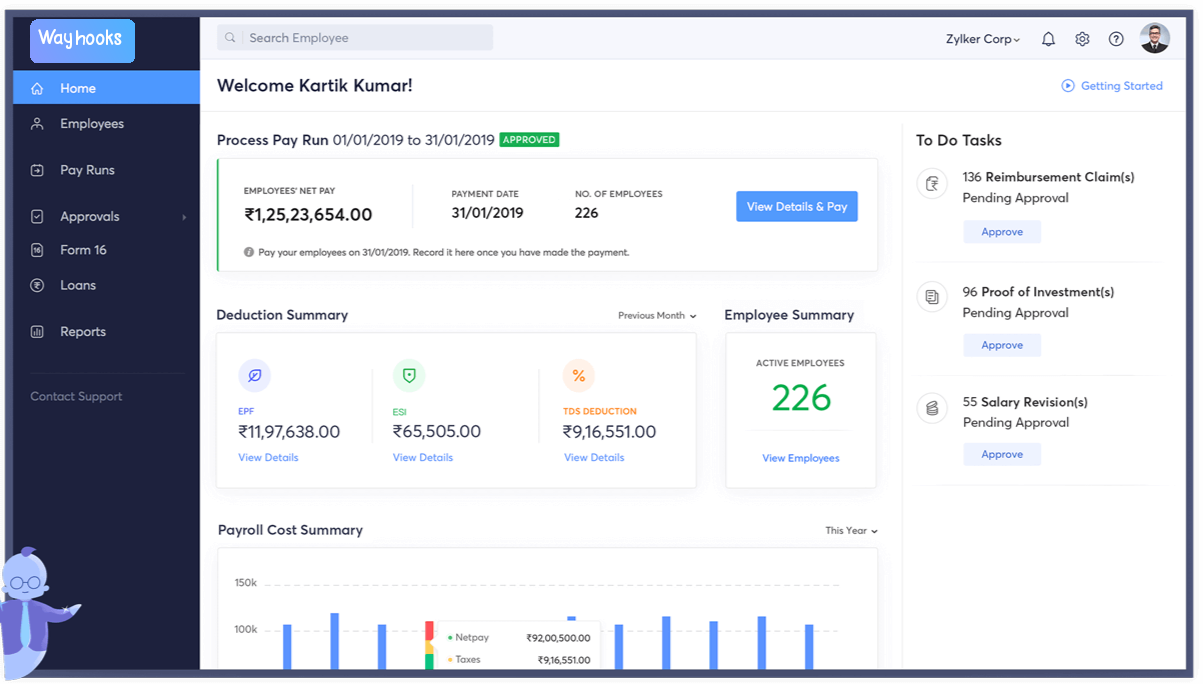 Way hooks
Search Employee
Zylker Corp
Home
Employees
Pay Runs
Approvals
16 Form 16
Loans
Reports
Contact Support
Welcome Kartik Kumar!
Getting Started
Process Pay Run 01/01/2019 to 31/01/2019 APPROVED
EMPLOYEES' NET PAY
₹1,25,23,654.00
PAYMENT DATE
31/01/2019
NO. OF EMPLOYEES
226
View Details & Pay
Pay your employees on 31/01/2019. Record it here once you have made the payment.
Deduction Summary
Previous Month
EPF
₹11,97,638.00
View Details
ESI
₹65,505.00
View Details
%
TDS DEDUCTION
₹9,16,551.00
View Details
Employee Summary
ACTIVE EMPLOYEES
226
View Employees
Payroll Cost Summary
This Year
150k
100k
Netpay ₹92,00,500.00
Taxes ₹9,16,551.00
To Do Tasks
136 Reimbursement Claim(s)
Pending Approval
Approve
96 Proof of Investment(s)
Pending Approval
Approve
55 Salary Revision(s)
Pending Approval
Approve